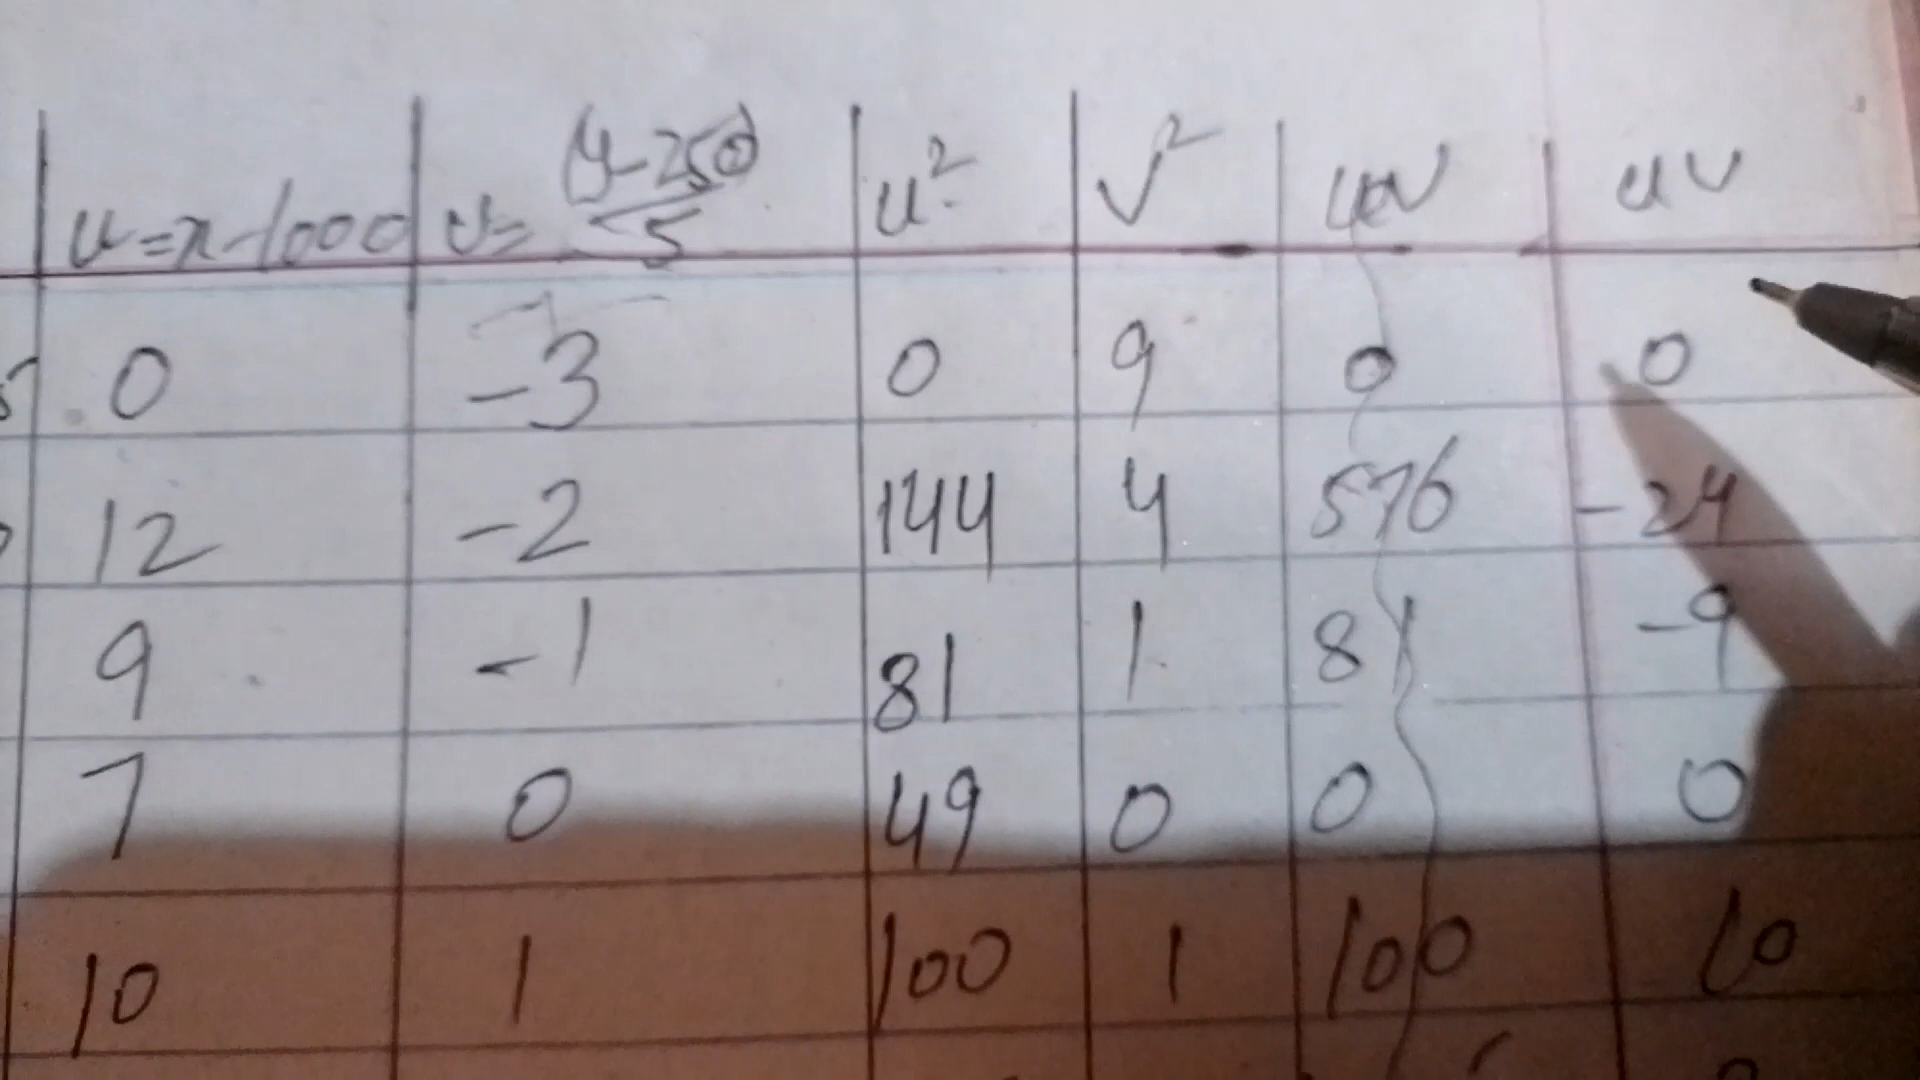 u=x-1000 v= (y-250)/5 u² v² uv uv
0 -3 0 9 0 0
12 -2 144 4 576 -24
9 -1 81 1 81 -9
7 0 49 0 0 0
10 1 100 1 100 10